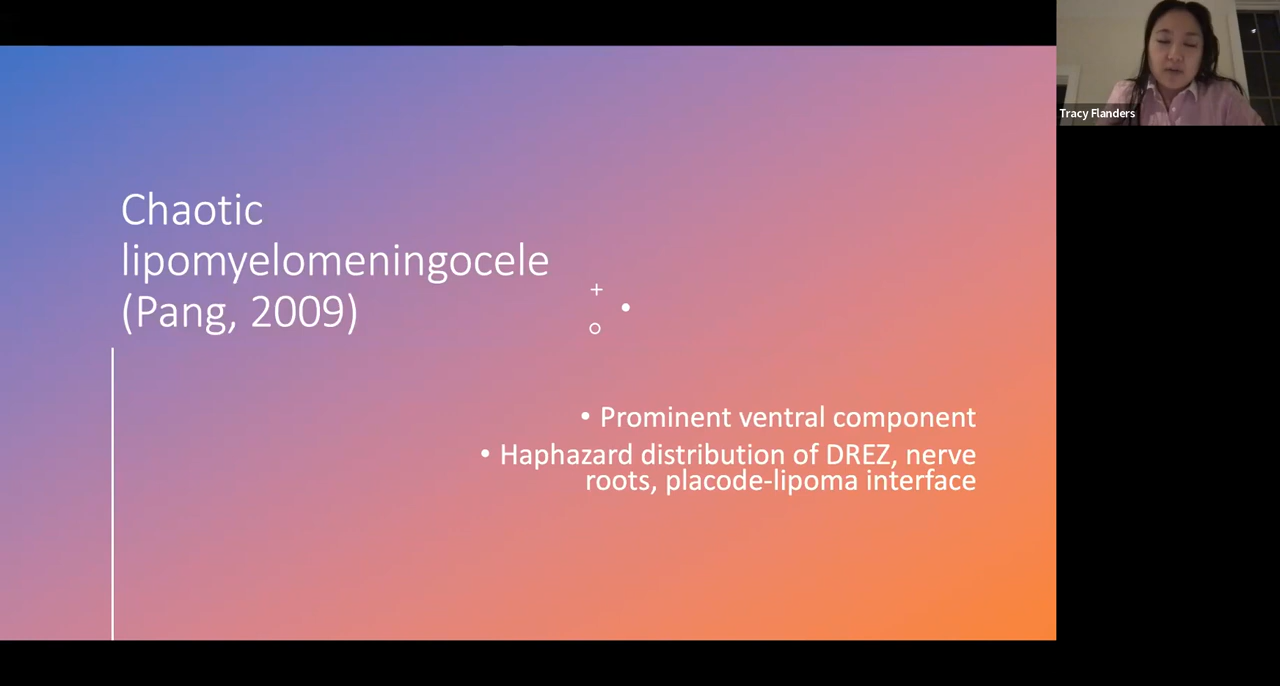 Chaotic
lipomyelomeningocele
(Pang, 2009)
• Prominent ventral component
• Haphazard distribution of DREZ, nerve
roots, placode-lipoma interface
Tracy Flanders